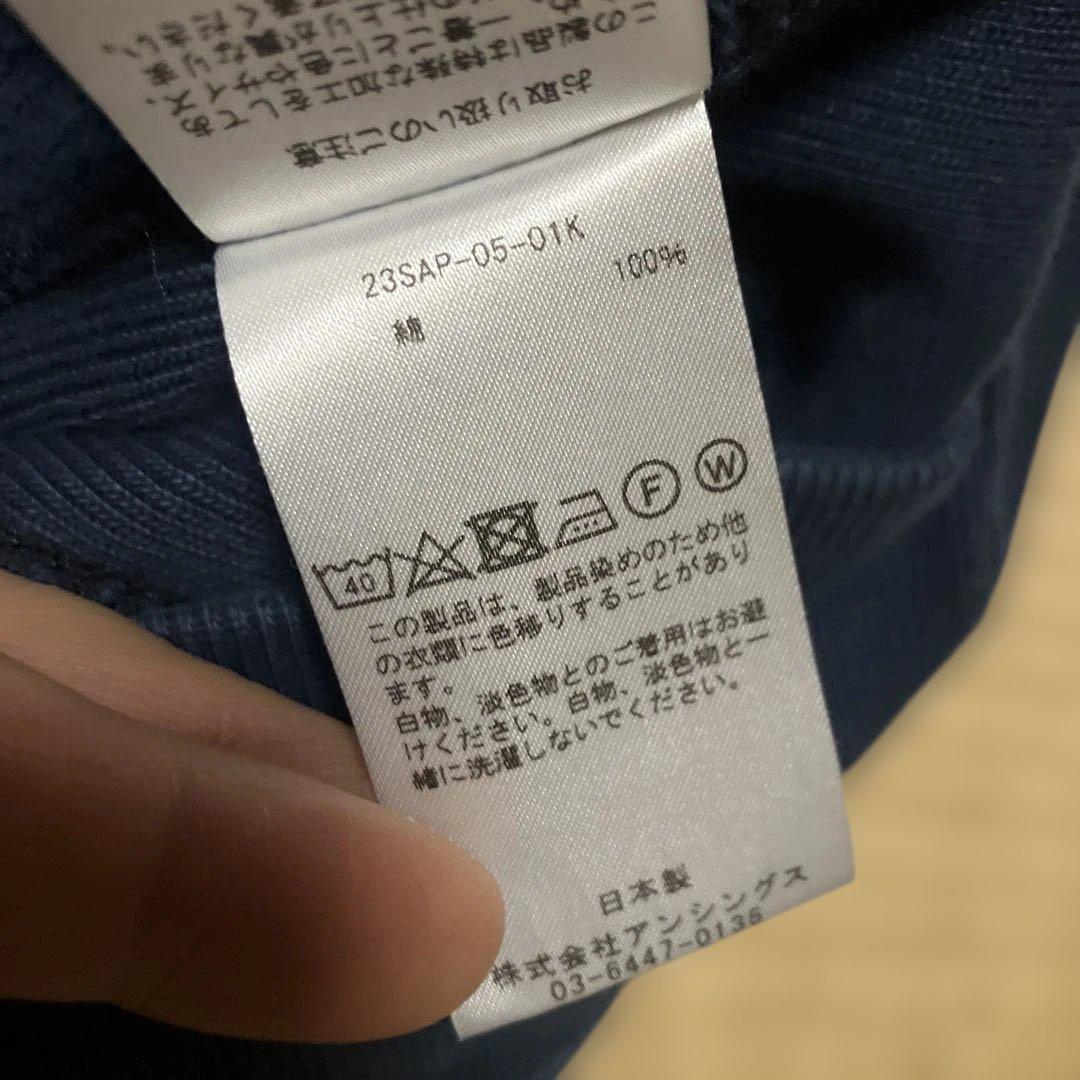 お取り扱いのご注意
この製品は特殊な加工をしており
23SAP-05-01K
綿 100%
40
F
W
この製品は、製品染めのため他
の衣類に色移りすることがあり
ます。
白物、淡色物とのご着用はお避
けください。白物、淡色物と一
緒に洗濯しないでください。
日本製
株式会社アンシングス
03-6447-0135